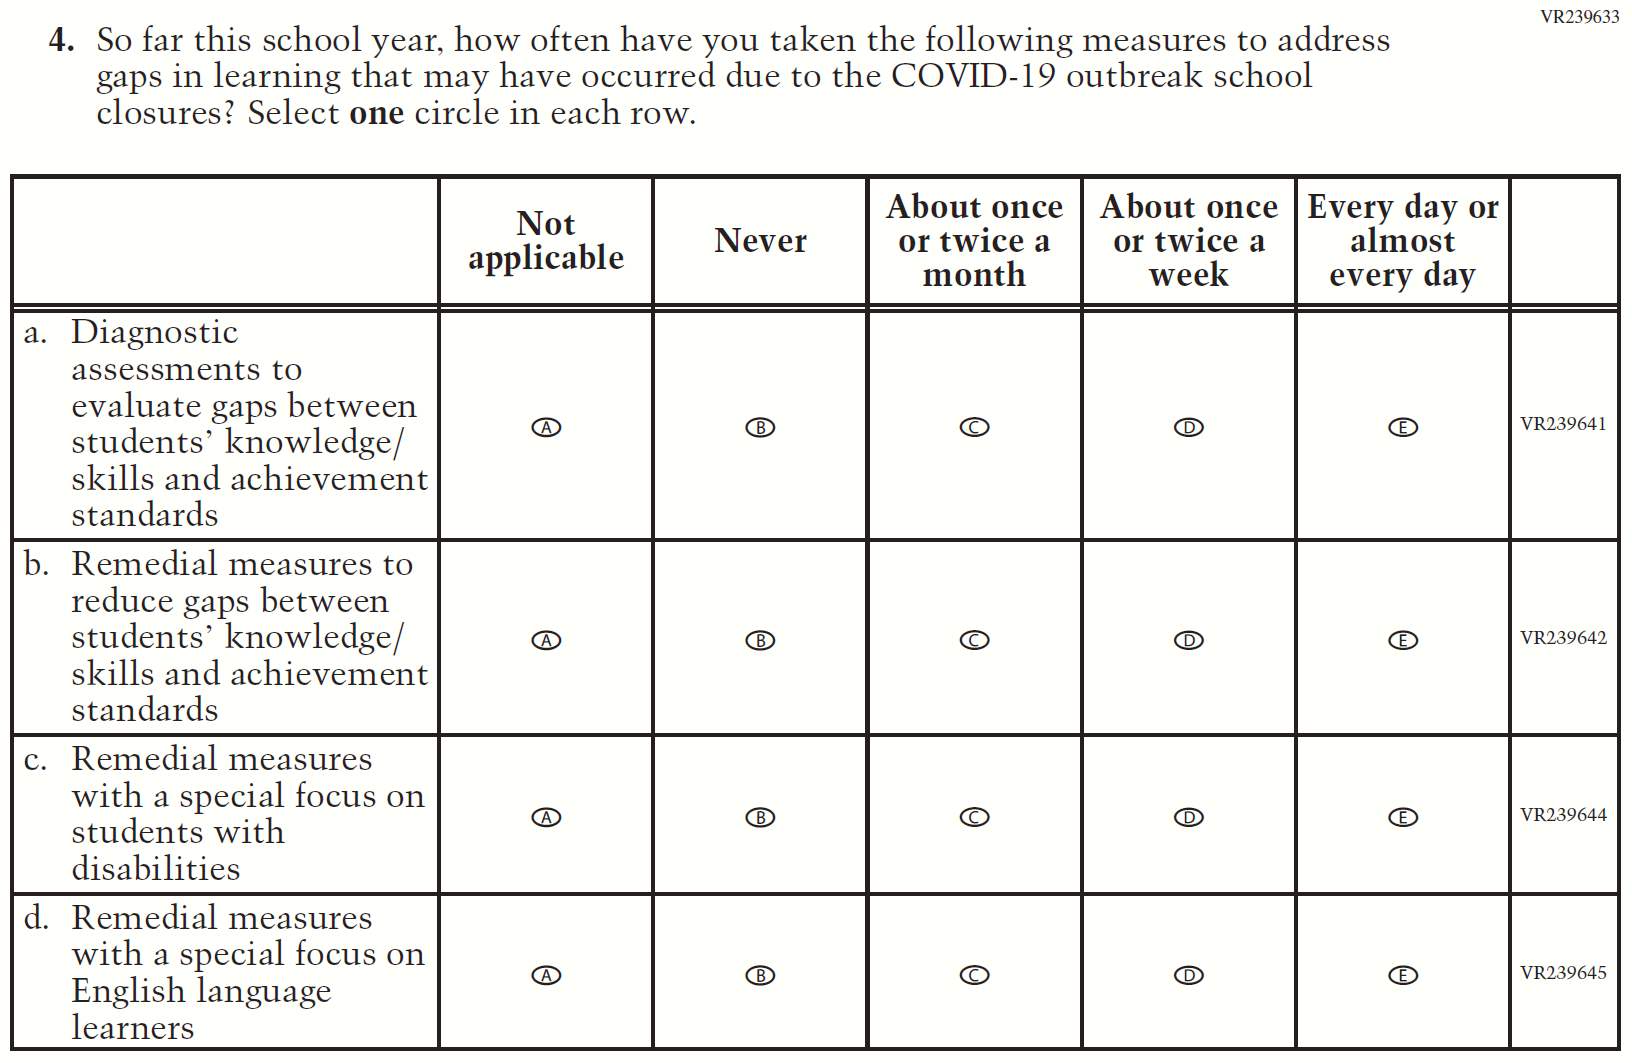 VR239633
4. So far this school year, how often have you taken the following measures to address
gaps in learning that may have occurred due to the COVID-19 outbreak school
closures? Select one circle in each row.
Not
applicable
Never
About once
or twice a
month
About once
or twice a
week
Every day or
almost
every day
a. Diagnostic
assessments to
evaluate gaps between
students’ knowledge/
skills and achievement
standards
A B C D E VR239641
b. Remedial measures to
reduce gaps between
students’ knowledge/
skills and achievement
standards
A B C D E VR239642
c. Remedial measures
with a special focus on
students with
disabilities
A B C D E VR239644
d. Remedial measures
with a special focus on
English language
learners
A B C D E VR239645